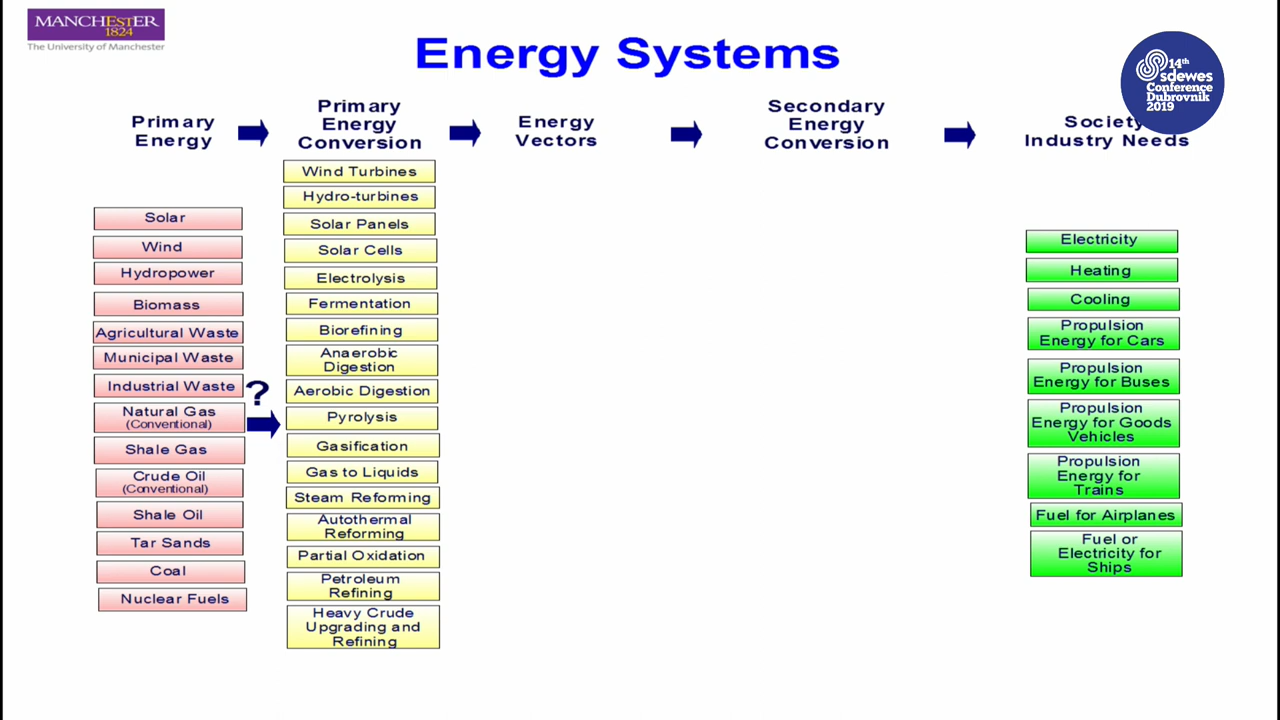 MANCHESTER
1824
The University of Manchester
Energy Systems
14th
sdewes
Conference
Dubrovnik
2019
Primary
Energy
Primary
Energy
Conversion
Energy
Vectors
Secondary
Energy
Conversion
Society
Industry Needs
Solar
Wind
Hydropower
Biomass
Agricultural Waste
Municipal Waste
Industrial Waste
?
Natural Gas
(Conventional)
Shale Gas
Crude Oil
(Conventional)
Shale Oil
Tar Sands
Coal
Nuclear Fuels
Wind Turbines
Hydro-turbines
Solar Panels
Solar Cells
Electrolysis
Fermentation
Biorefining
Anaerobic
Digestion
Aerobic Digestion
Pyrolysis
Gasification
Gas to Liquids
Steam Reforming
Autothermal
Reforming
Partial Oxidation
Petroleum
Refining
Heavy Crude
Upgrading and
Refining
Electricity
Heating
Cooling
Propulsion
Energy for Cars
Propulsion
Energy for Buses
Propulsion
Energy for Goods
Vehicles
Propulsion
Energy for
Trains
Fuel for Airplanes
Fuel or
Electricity for
Ships